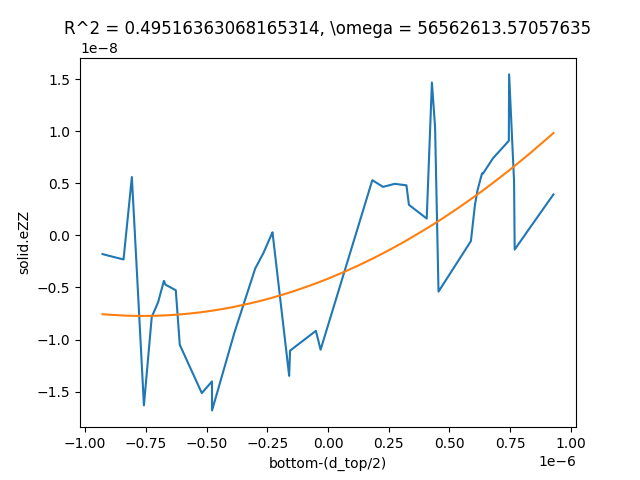 R^2 = 0.49516363068165314, \omega = 56562613.57057635
1e−8
1.5
1.0
0.5
0.0
−0.5
−1.0
−1.5
solid.eZZ
−1.00 −0.75 −0.50 −0.25 0.00 0.25 0.50 0.75 1.00
bottom-(d_top/2)
1e−6